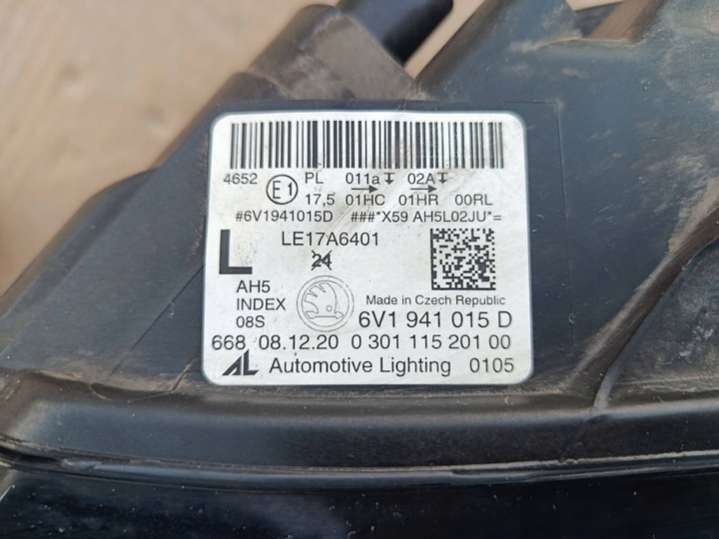 4652 E1 PL 011a 02A
17,5 01HC 01HR 00RL
#6V1941015D ###*X59 AH5L02JU*=
L LE17A6401
24
AH5
INDEX
08S
Made in Czech Republic
6V1 941 015 D
668 08.12.20 0 301 115 201 00
AL Automotive Lighting 0105